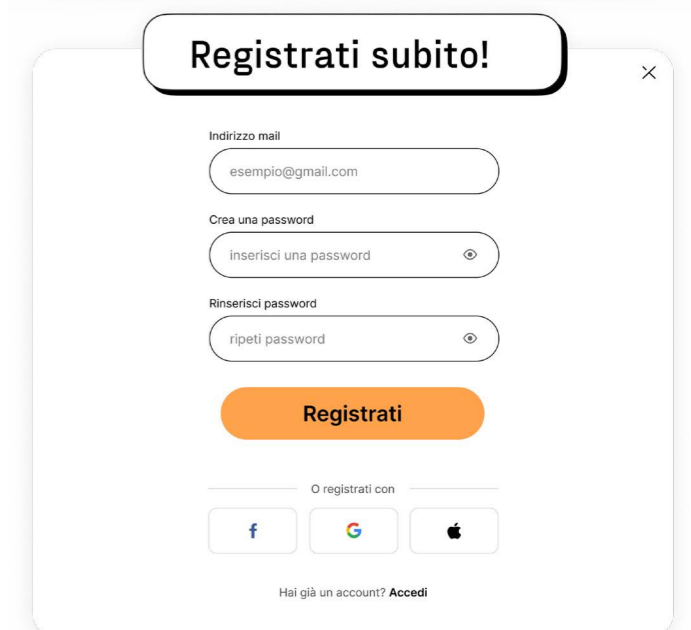 Registrati subito!
Indirizzo mail
esempio@gmail.com
Crea una password
inserisci una password
Rinserisci password
ripeti password
Registrati
O registrati con
Hai già un account? Accedi